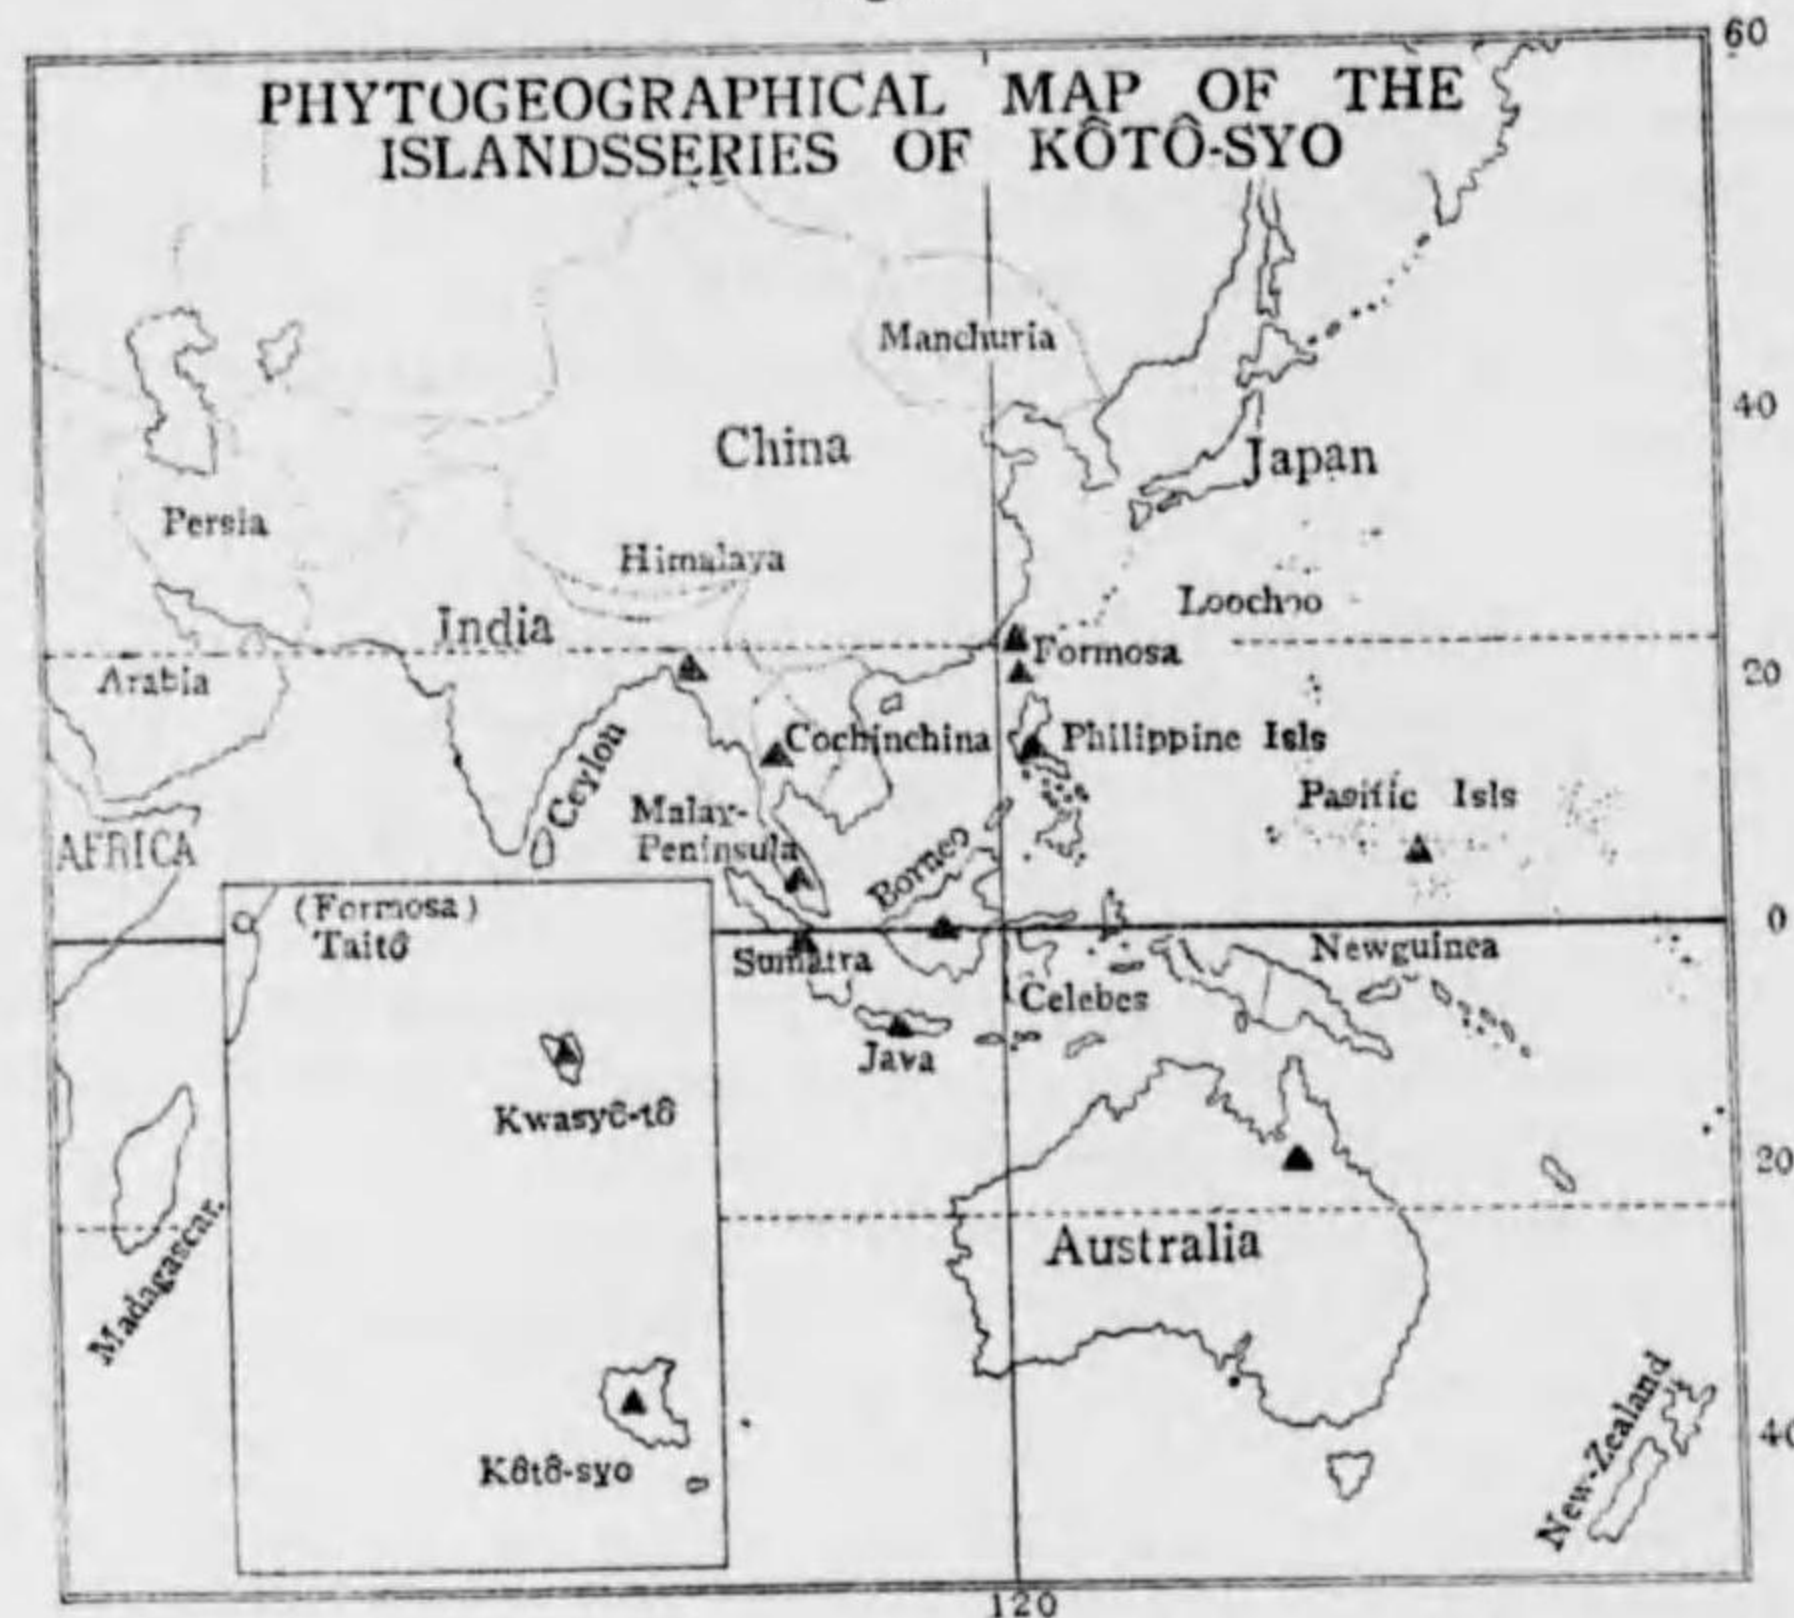 PHYTOGEOGRAPHICAL MAP OF THE
ISLANDSSERIES OF KÔTÔ-SYO
60
Manchuria
40
China
Japan
Persia
Himalaya
Loochoo
India
Formosa
20
Arabia
Cochinchina
Philippine Isls
Ceylon
Malay-
Peninsula
Pasific Isls
AFRICA
Borneo
(Formosa)
Taitô
0
Sumatra
Newguinea
Celebes
Java
Kwasyô-tô
20
Madagascar.
Australia
New-Zealand
40
Kôtô-syo
120